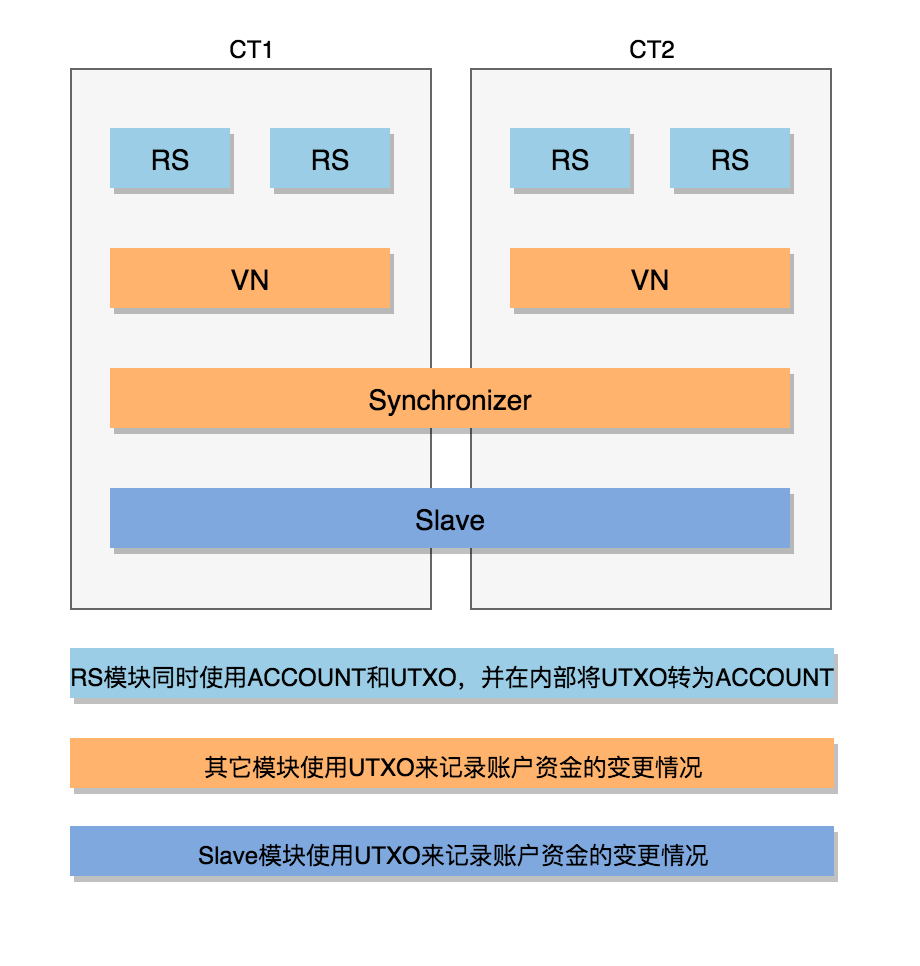 CT1
CT2
RS
RS
RS
RS
VN
VN
Synchronizer
Slave
RS模块同时使用ACCOUNT和UTXO，并在内部将UTXO转为ACCOUNT
其它模块使用UTXO来记录账户资金的变更情况
Slave模块使用UTXO来记录账户资金的变更情况